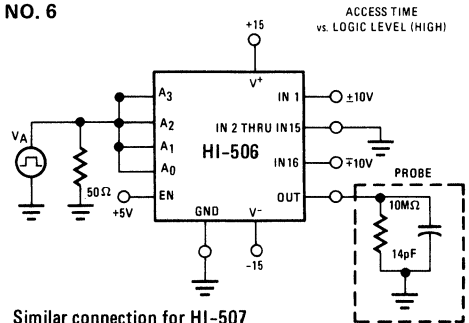 NO. 6
ACCESS TIME
vs. LOGIC LEVEL (HIGH)
+15
V+
A3
A2
A1
A0
EN
VA
50Ω
+5V
HI-506
IN 1
±10V
IN 2 THRU IN15
IN16
∓10V
OUT
GND
V-
-15
PROBE
10MΩ
14pF
Similar connection for HI-507